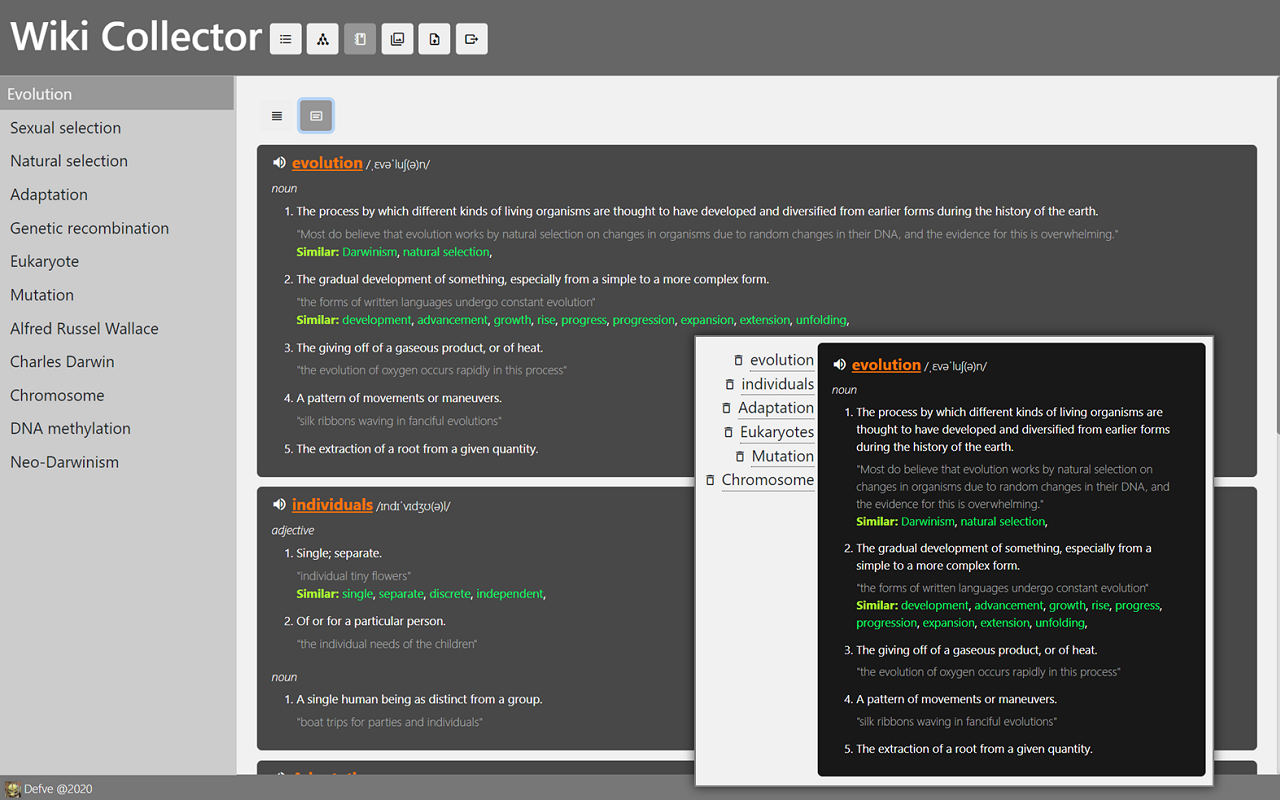 Wiki Collector
Evolution
Sexual selection
Natural selection
Adaptation
Genetic recombination
Eukaryote
Mutation
Alfred Russel Wallace
Charles Darwin
Chromosome
DNA methylation
Neo-Darwinism
evolution /ˌɛvəˈluʃ(ə)n/
noun
1. The process by which different kinds of living organisms are thought to have developed and diversified from earlier forms during the history of the earth.
"Most do believe that evolution works by natural selection on changes in organisms due to random changes in their DNA, and the evidence for this is overwhelming."
Similar: Darwinism, natural selection,
2. The gradual development of something, especially from a simple to a more complex form.
"the forms of written languages undergo constant evolution"
Similar: development, advancement, growth, rise, progress, progression, expansion, extension, unfolding,
3. The giving off of a gaseous product, or of heat.
"the evolution of oxygen occurs rapidly in this process"
4. A pattern of movements or maneuvers.
"silk ribbons waving in fanciful evolutions"
5. The extraction of a root from a given quantity.
individuals /ɪndɪˈvɪdʒʊ(ə)l/
adjective
1. Single; separate.
"individual tiny flowers"
Similar: single, separate, discrete, independent,
2. Of or for a particular person.
"the individual needs of the children"
noun
1. A single human being as distinct from a group.
"boat trips for parties and individuals"
evolution
individuals
Adaptation
Eukaryotes
Mutation
Chromosome
evolution /ˌɛvəˈluʃ(ə)n/
noun
1. The process by which different kinds of living organisms are
thought to have developed and diversified from earlier forms
during the history of the earth.
"Most do believe that evolution works by natural selection on
changes in organisms due to random changes in their DNA, and
the evidence for this is overwhelming."
Similar: Darwinism, natural selection,
2. The gradual development of something, especially from a
simple to a more complex form.
"the forms of written languages undergo constant evolution"
Similar: development, advancement, growth, rise, progress,
progression, expansion, extension, unfolding,
3. The giving off of a gaseous product, or of heat.
"the evolution of oxygen occurs rapidly in this process"
4. A pattern of movements or maneuvers.
"silk ribbons waving in fanciful evolutions"
5. The extraction of a root from a given quantity.
Defve @2020